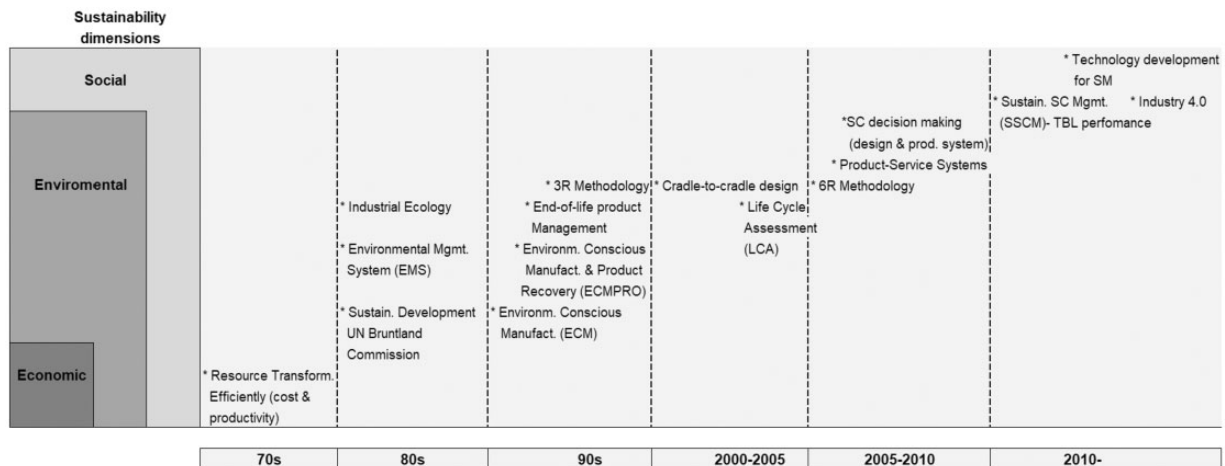 Sustainability
dimensions
Social
Enviromental
Economic
* Resource Transform.
Efficiently (cost &
productivity)
* Industrial Ecology
* Environmental Mgmt.
System (EMS)
* Sustain. Development
UN Bruntland
Commission
* 3R Methodology
* End-of-life product
Management
* Environm. Conscious
Manufact. & Product
Recovery (ECMPRO)
* Environm. Conscious
Manufact. (ECM)
* Cradle-to-cradle design
* Life Cycle
Assessment
(LCA)
*SC decision making
(design & prod. system)
* Product-Service Systems
* 6R Methodology
* Technology development
for SM
* Sustain. SC Mgmt.
(SSCM)- TBL perfomance
* Industry 4.0
70s
80s
90s
2000-2005
2005-2010
2010-